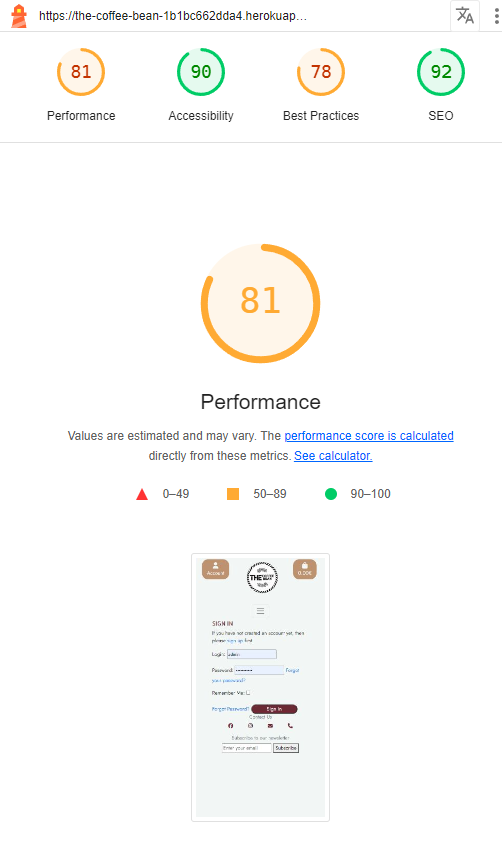 https://the-coffee-bean-1b1bc662dda4.herokuap...
81 90 78 92
Performance Accessibility Best Practices SEO
81
Performance
Values are estimated and may vary. The performance score is calculated
directly from these metrics. See calculator.
0–49 50–89 90–100
Account 0.00€
THE
SIGN IN
If you have not created an account yet, then
please sign up first.
Login: admin
Password: Forgot
your password?
Remember Me:
Forgot Password? Sign In
Contact Us
Subscribe to our newsletter
Enter your email Subscribe